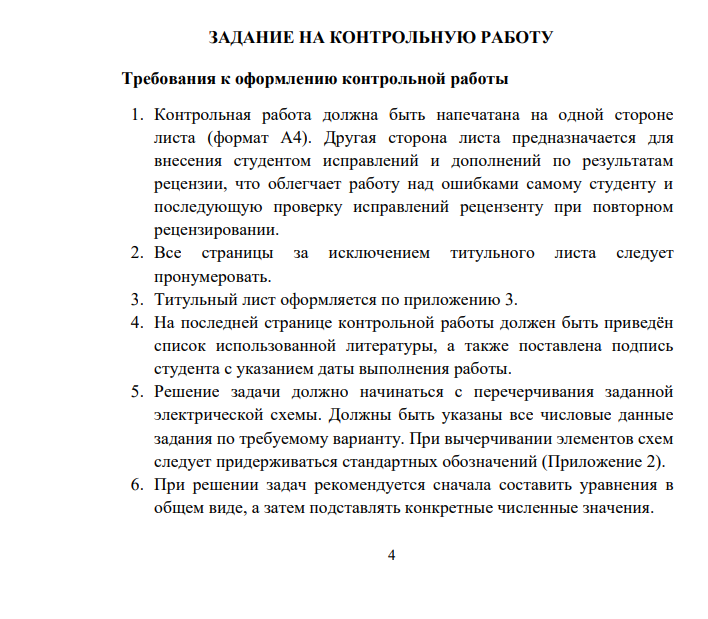 ЗАДАНИЕ НА КОНТРОЛЬНУЮ РАБОТУ
Требования к оформлению контрольной работы
1. Контрольная работа должна быть напечатана на одной стороне
листа (формат А4). Другая сторона листа предназначается для
внесения студентом исправлений и дополнений по результатам
рецензии, что облегчает работу над ошибками самому студенту и
последующую проверку исправлений рецензенту при повторном
рецензировании.
2. Все страницы за исключением титульного листа следует
пронумеровать.
3. Титульный лист оформляется по приложению 3.
4. На последней странице контрольной работы должен быть приведён
список использованной литературы, а также поставлена подпись
студента с указанием даты выполнения работы.
5. Решение задачи должно начинаться с перечерчивания заданной
электрической схемы. Должны быть указаны все числовые данные
задания по требуемому варианту. При вычерчивании элементов схем
следует придерживаться стандартных обозначений (Приложение 2).
6. При решении задач рекомендуется сначала составить уравнения в
общем виде, а затем подставлять конкретные численные значения.
4